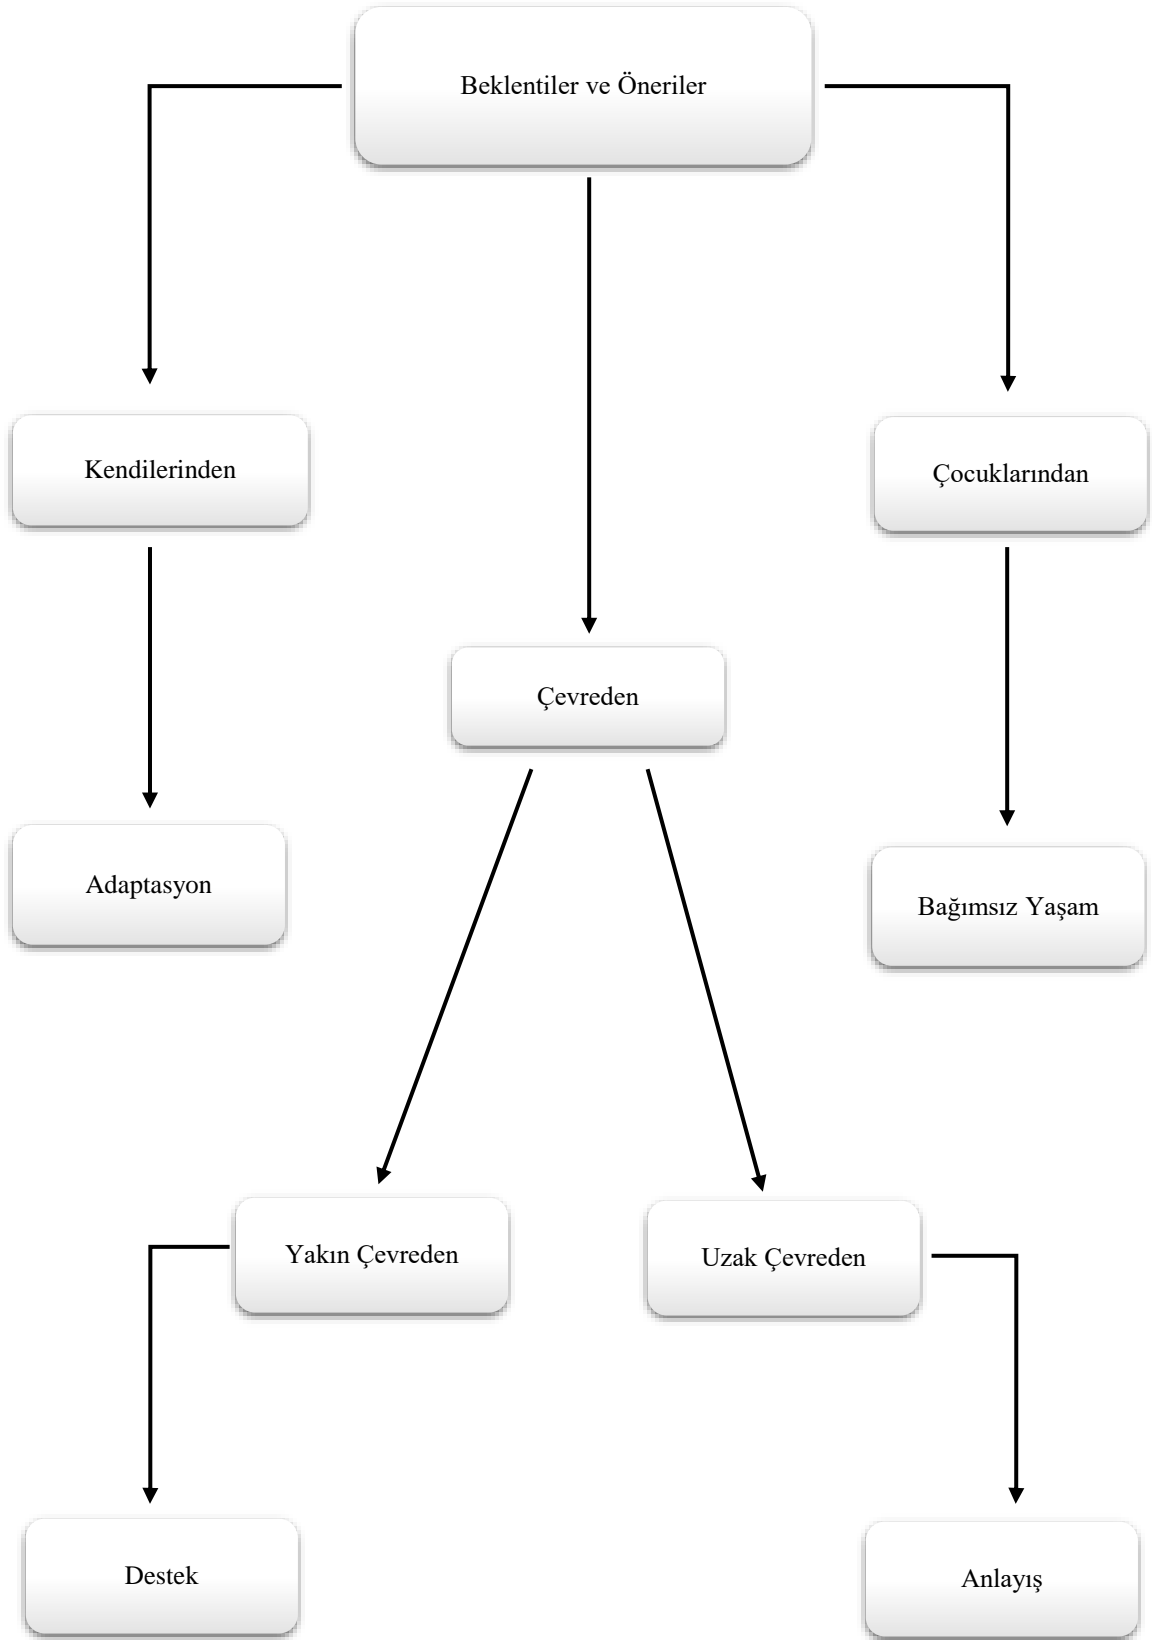 Beklentiler ve Öneriler
Kendilerinden
Çocuklarından
Çevreden
Adaptasyon
Bağımsız Yaşam
Yakın Çevreden
Uzak Çevreden
Destek
Anlayış